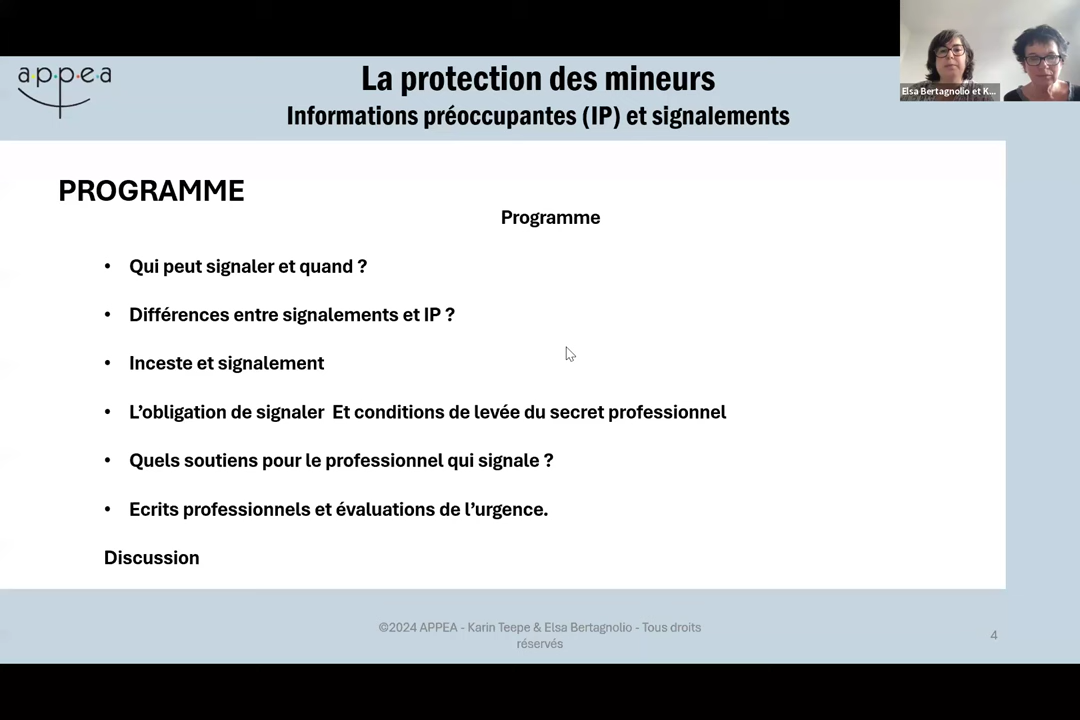 appea
La protection des mineurs
Informations préoccupantes (IP) et signalements
Elsa Bertagnolio et K...
PROGRAMME
Programme
• Qui peut signaler et quand ?
• Différences entre signalements et IP ?
• Inceste et signalement
• L'obligation de signaler  Et conditions de levée du secret professionnel
• Quels soutiens pour le professionnel qui signale ?
• Ecrits professionnels et évaluations de l'urgence.
Discussion
©2024 APPEA - Karin Teepe & Elsa Bertagnolio - Tous droits
réservés
4